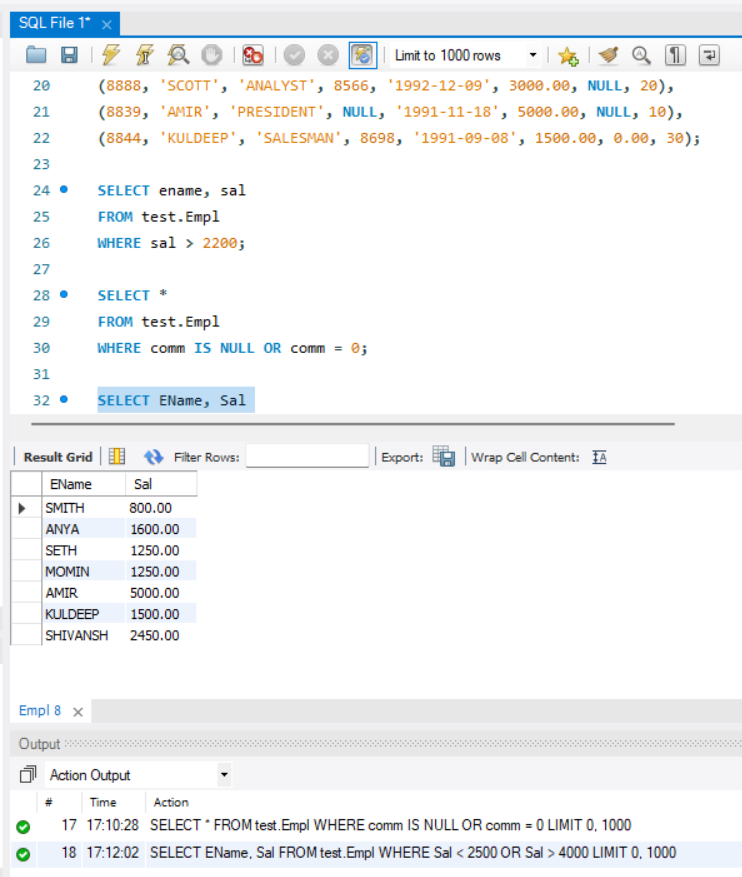 SQL File 1*
Limit to 1000 rows
20 (8888, 'SCOTT', 'ANALYST', 8566, '1992-12-09', 3000.00, NULL, 20),
21 (8839, 'AMIR', 'PRESIDENT', NULL, '1991-11-18', 5000.00, NULL, 10),
22 (8844, 'KULDEEP', 'SALESMAN', 8698, '1991-09-08', 1500.00, 0.00, 30);
23
24 SELECT ename, sal
25 FROM test.Empl
26 WHERE sal > 2200;
27
28 SELECT *
29 FROM test.Empl
30 WHERE comm IS NULL OR comm = 0;
31
32 SELECT EName, Sal
Result Grid Filter Rows: Export: Wrap Cell Content: IA
EName Sal
SMITH 800.00
ANYA 1600.00
SETH 1250.00
MOMIN 1250.00
AMIR 5000.00
KULDEEP 1500.00
SHIVANSH 2450.00
Empl 8
Output
Action Output
# Time Action
17 17:10:28 SELECT * FROM test.Empl WHERE comm IS NULL OR comm = 0 LIMIT 0, 1000
18 17:12:02 SELECT EName, Sal FROM test.Empl WHERE Sal < 2500 OR Sal > 4000 LIMIT 0, 1000